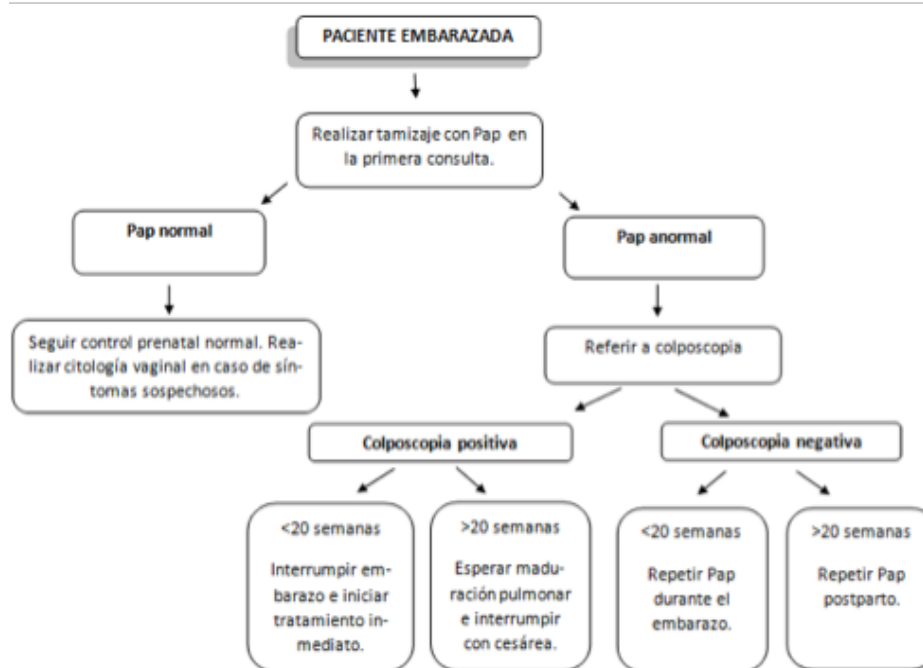 PACIENTE EMBARAZADA
Realizar tamizaje con Pap en
la primera consulta.
Pap normal
Pap anormal
Seguir control prenatal normal. Rea-
lizar citología vaginal en caso de sín-
tomas sospechosos.
Referir a colposcopia
Colposcopia positiva
Colposcopia negativa
<20 semanas
Interrumpir em-
barazo e iniciar
tratamiento in-
mediato.
>20 semanas
Esperar madu-
ración pulmonar
e interrumpir
con cesárea.
<20 semanas
Repetir Pap
durante el
embarazo.
>20 semanas
Repetir Pap
postparto.